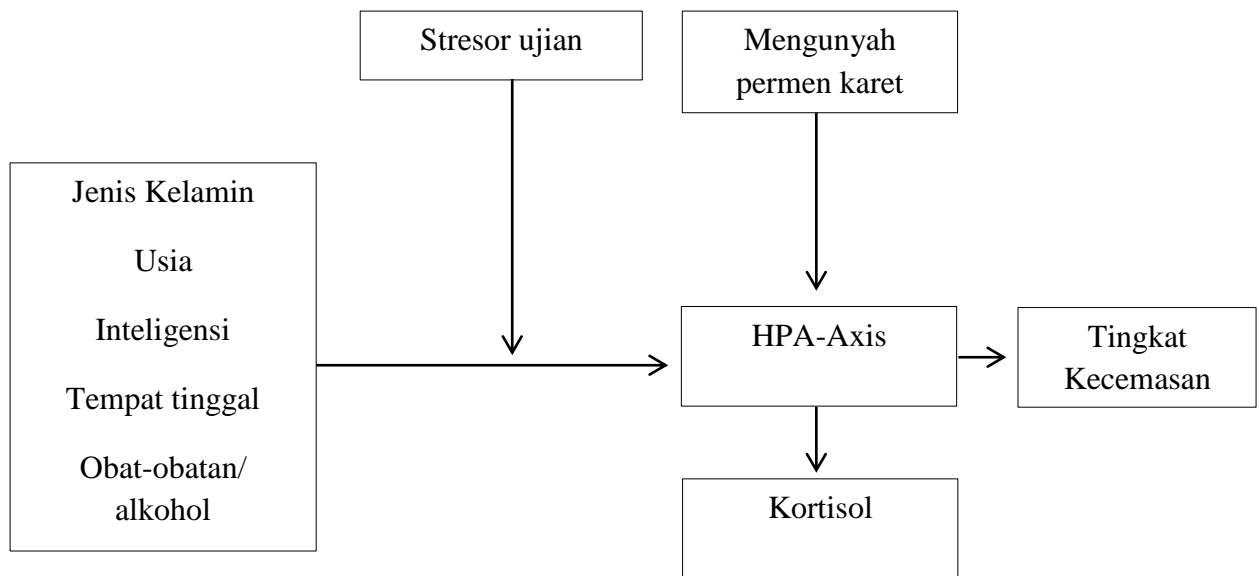 Stresor ujian
Mengunyah
permen karet
Jenis Kelamin
Usia
Inteligensi
Tempat tinggal
Obat-obatan/
alkohol
HPA-Axis
Tingkat
Kecemasan
Kortisol